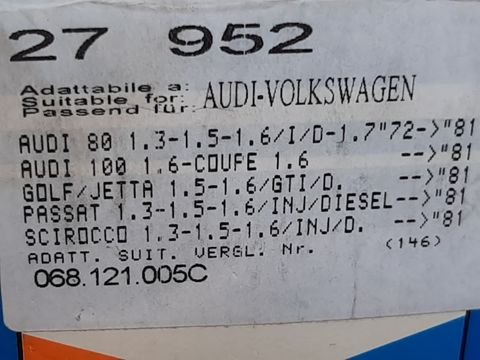 27 952
Adattabile a:
Suitable for:
Passend für:
AUDI-VOLKSWAGEN
AUDI 80 1.3-1.5-1.6/I/D-1.7"72->"81
AUDI 100 1.6-COUPE 1.6 -->"81
GOLF/JETTA 1.5-1.6/GTI/D. -->"81
PASSAT 1.3-1.5-1.6/INJ/DIESEL-->"81
SCIROCCO 1.3-1.5-1.6/INJ/D. -->"81
ADATT. SUIT. VERGL. Nr. (146)
068.121.005C